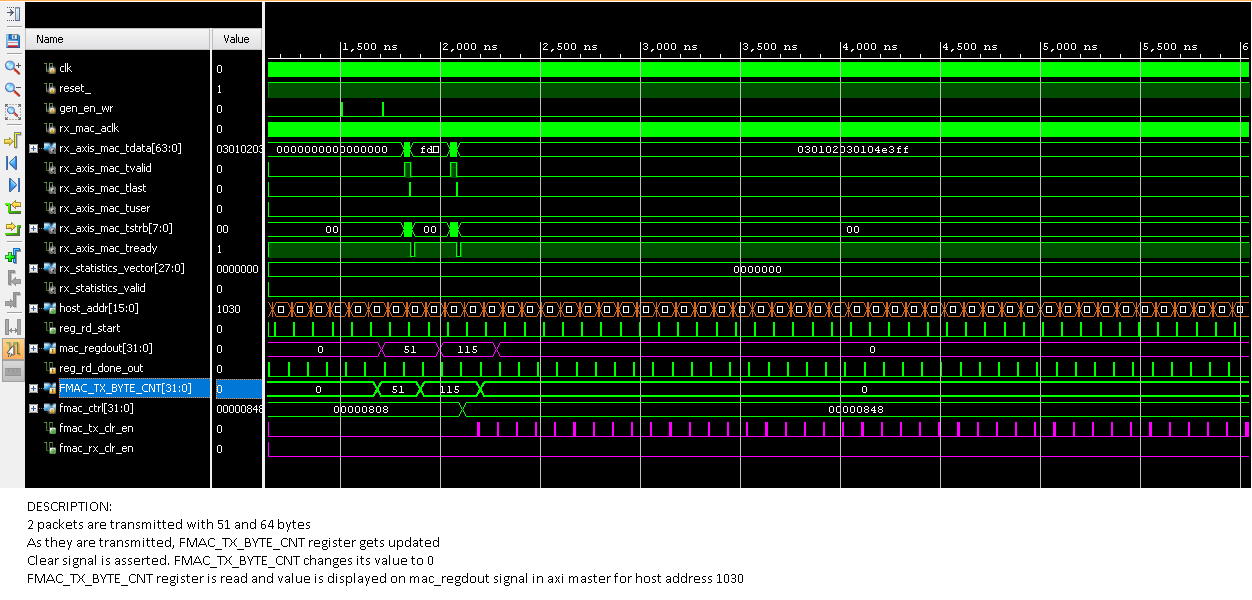 Name Value
1,500 ns 2,000 ns 2,500 ns 3,000 ns 3,500 ns 4,000 ns 4,500 ns 5,000 ns 5,500 ns 6
clk 0
reset_ 1
gen_en_wr 0
rx_mac_aclk 0
rx_axis_mac_tdata[63:0] 03010203 0000000000000000 fd 030102030104e3ff
rx_axis_mac_tvalid 0
rx_axis_mac_tlast 0
rx_axis_mac_tuser 0
rx_axis_mac_tstrb[7:0] 00 00 00 00
rx_axis_mac_tready 1
rx_statistics_vector[27:0] 0000000 0000000
rx_statistics_valid 0
host_addr[15:0] 1030
reg_rd_start 0
mac_regdout[31:0] 0 0 51 115 0
reg_rd_done_out 0
FMAC_TX_BYTE_CNT[31:0] 0 0 51 115 0
fmac_ctrl[31:0] 00000848 00000808 00000848
fmac_tx_clr_en 0
fmac_rx_clr_en 0
DESCRIPTION:
2 packets are transmitted with 51 and 64 bytes
As they are transmitted, FMAC_TX_BYTE_CNT register gets updated
Clear signal is asserted. FMAC_TX_BYTE_CNT changes its value to 0
FMAC_TX_BYTE_CNT register is read and value is displayed on mac_regdout signal in axi master for host address 1030